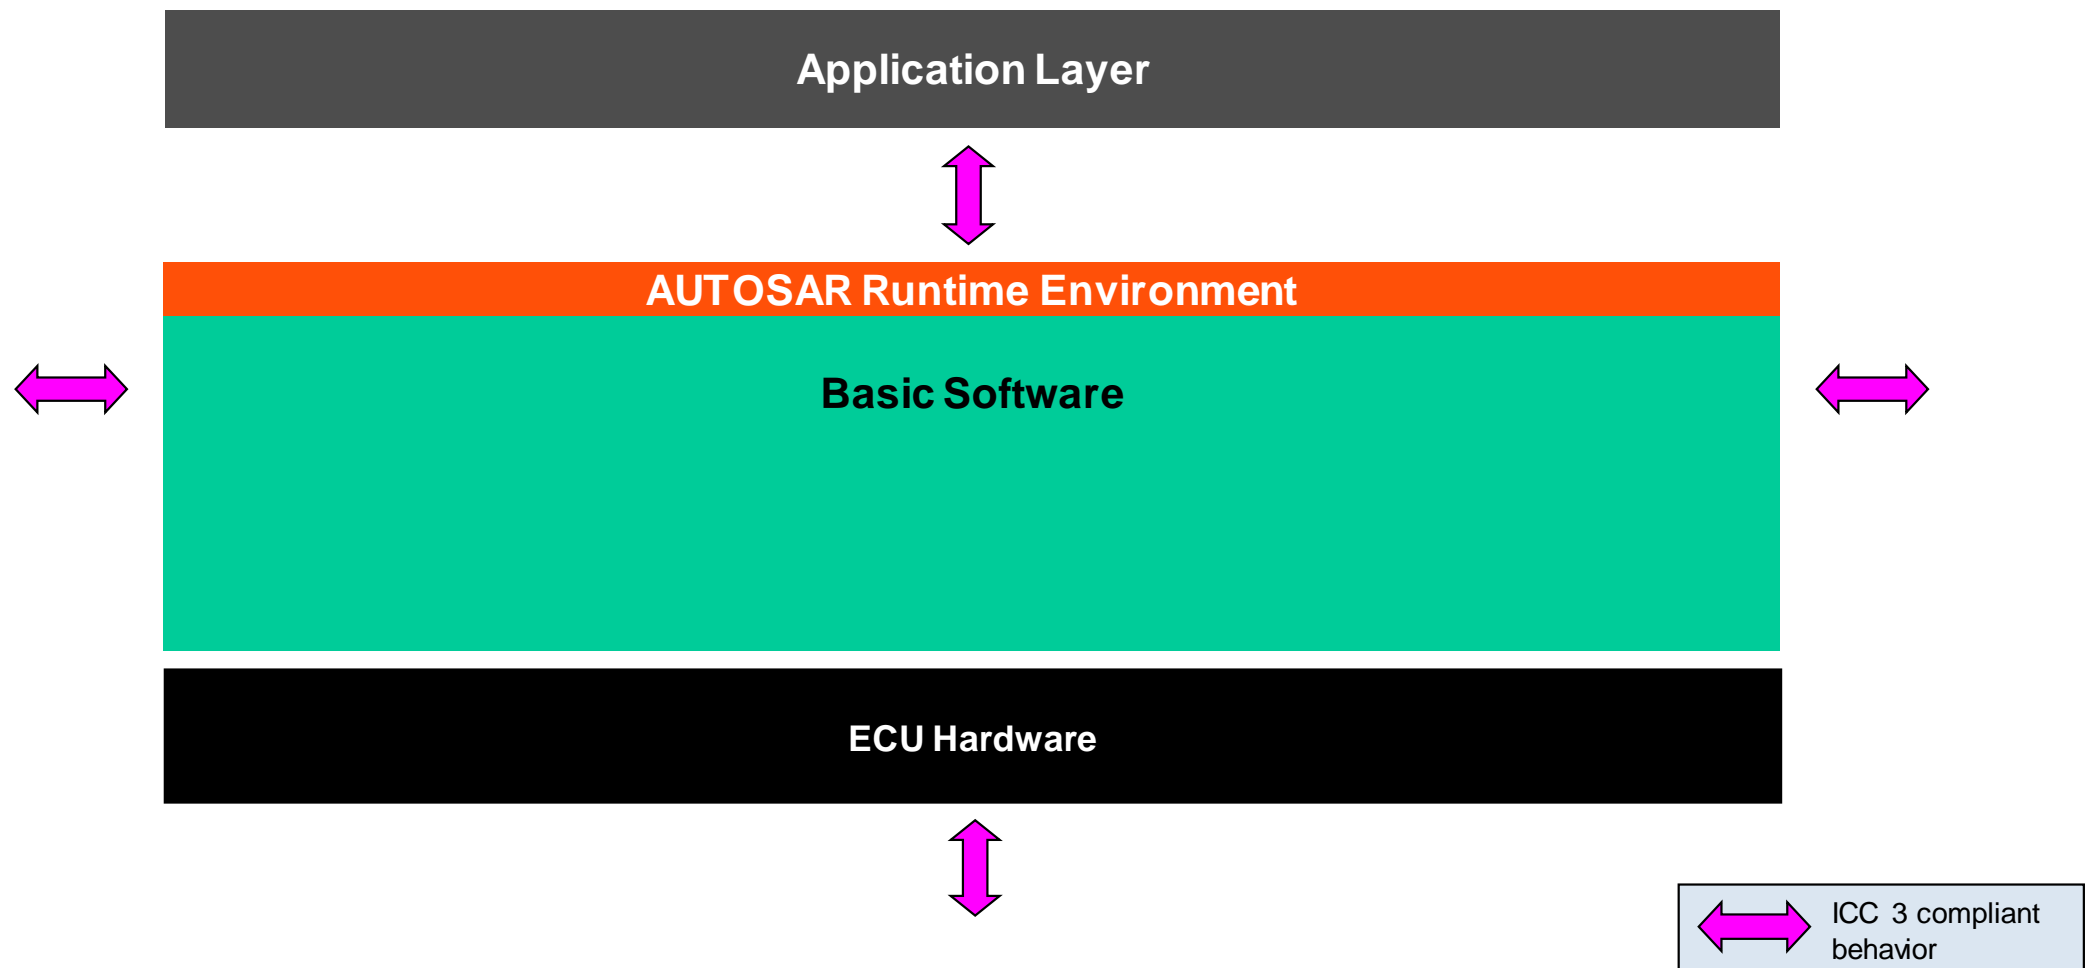 Application Layer
AUTOSAR Runtime Environment
Basic Software
ECU Hardware
ICC 3 compliant
behavior